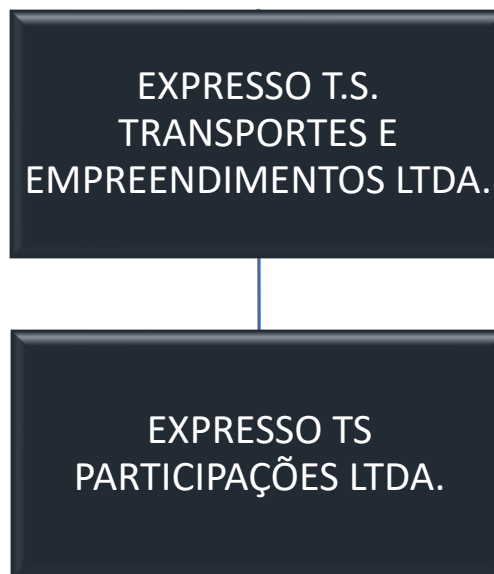 EXPRESSO T.S.
TRANSPORTES E
EMPREENDIMENTOS LTDA.
EXPRESSO TS
PARTICIPAÇÕES LTDA.